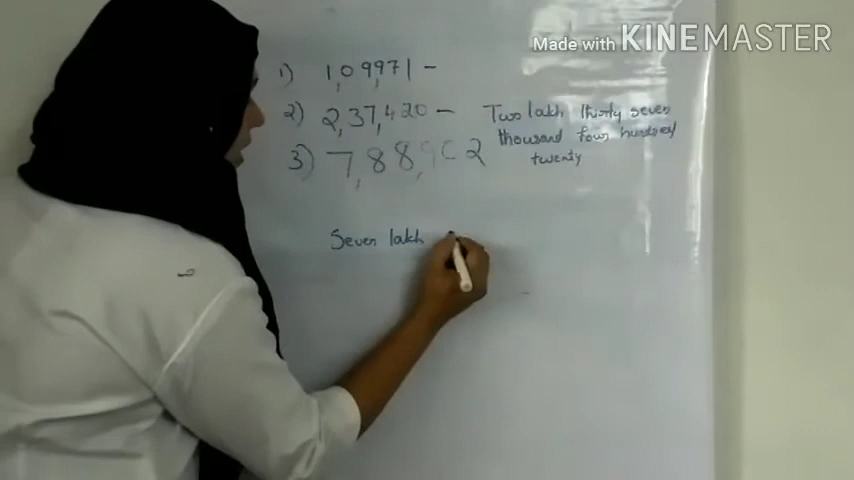 Made with KINEMASTER
1) 1,09,971 -
2) 2,37,420 - Two lakh thirty seven
thousand four hundred
twenty
3) 7,88,902
Seven lakh